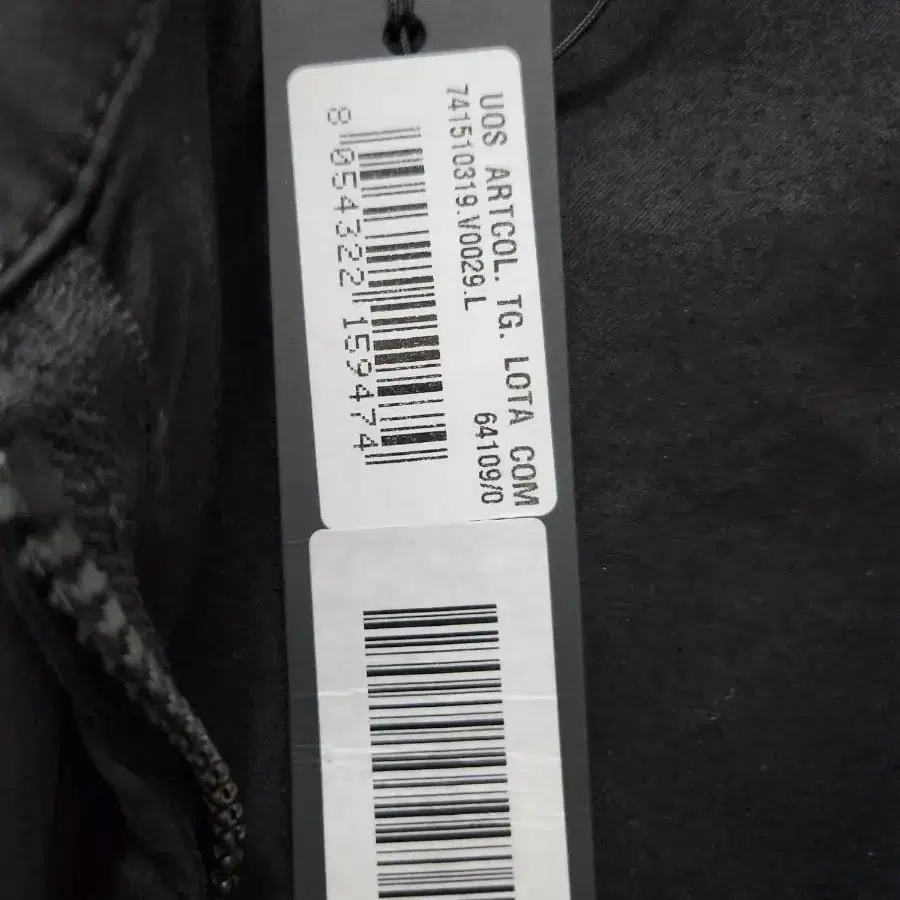 UOS ARTCOL. TG. LOTA COM
741510319.V0029.L 64109/0
8 054322 159474